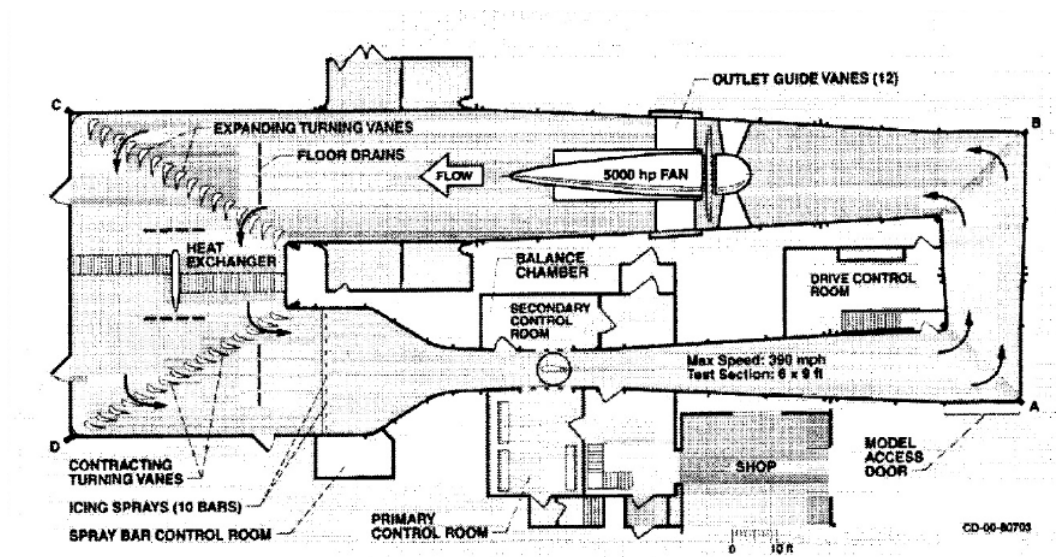 OUTLET GUIDE VANES (12)
C
B
EXPANDING TURNING VANES
FLOOR DRAINS
FLOW
5000 hp FAN
HEAT
EXCHANGER
BALANCE
CHAMBER
DRIVE CONTROL
ROOM
SECONDARY
CONTROL
ROOM
Max Speed: 390 mph
Test Section: 6 x 9 ft
A
D
MODEL
ACCESS
DOOR
CONTRACTING
TURNING VANES
SHOP
ICING SPRAYS (10 BARS)
SPRAY BAR CONTROL ROOM
PRIMARY
CONTROL ROOM
0 10 ft
CD-00-80703